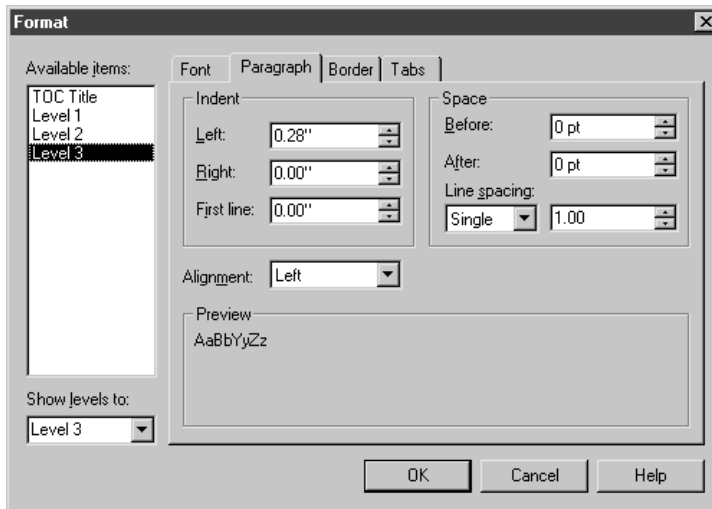 Format
Available items:
TOC Title
Level 1
Level 2
Level 3
Show levels to:
Level 3
Font Paragraph Border Tabs
Indent
Left: 0.28"
Right: 0.00"
First line: 0.00"
Space
Before: 0 pt
After: 0 pt
Line spacing:
Single 1.00
Alignment: Left
Preview
AaBbYyZz
OK Cancel Help